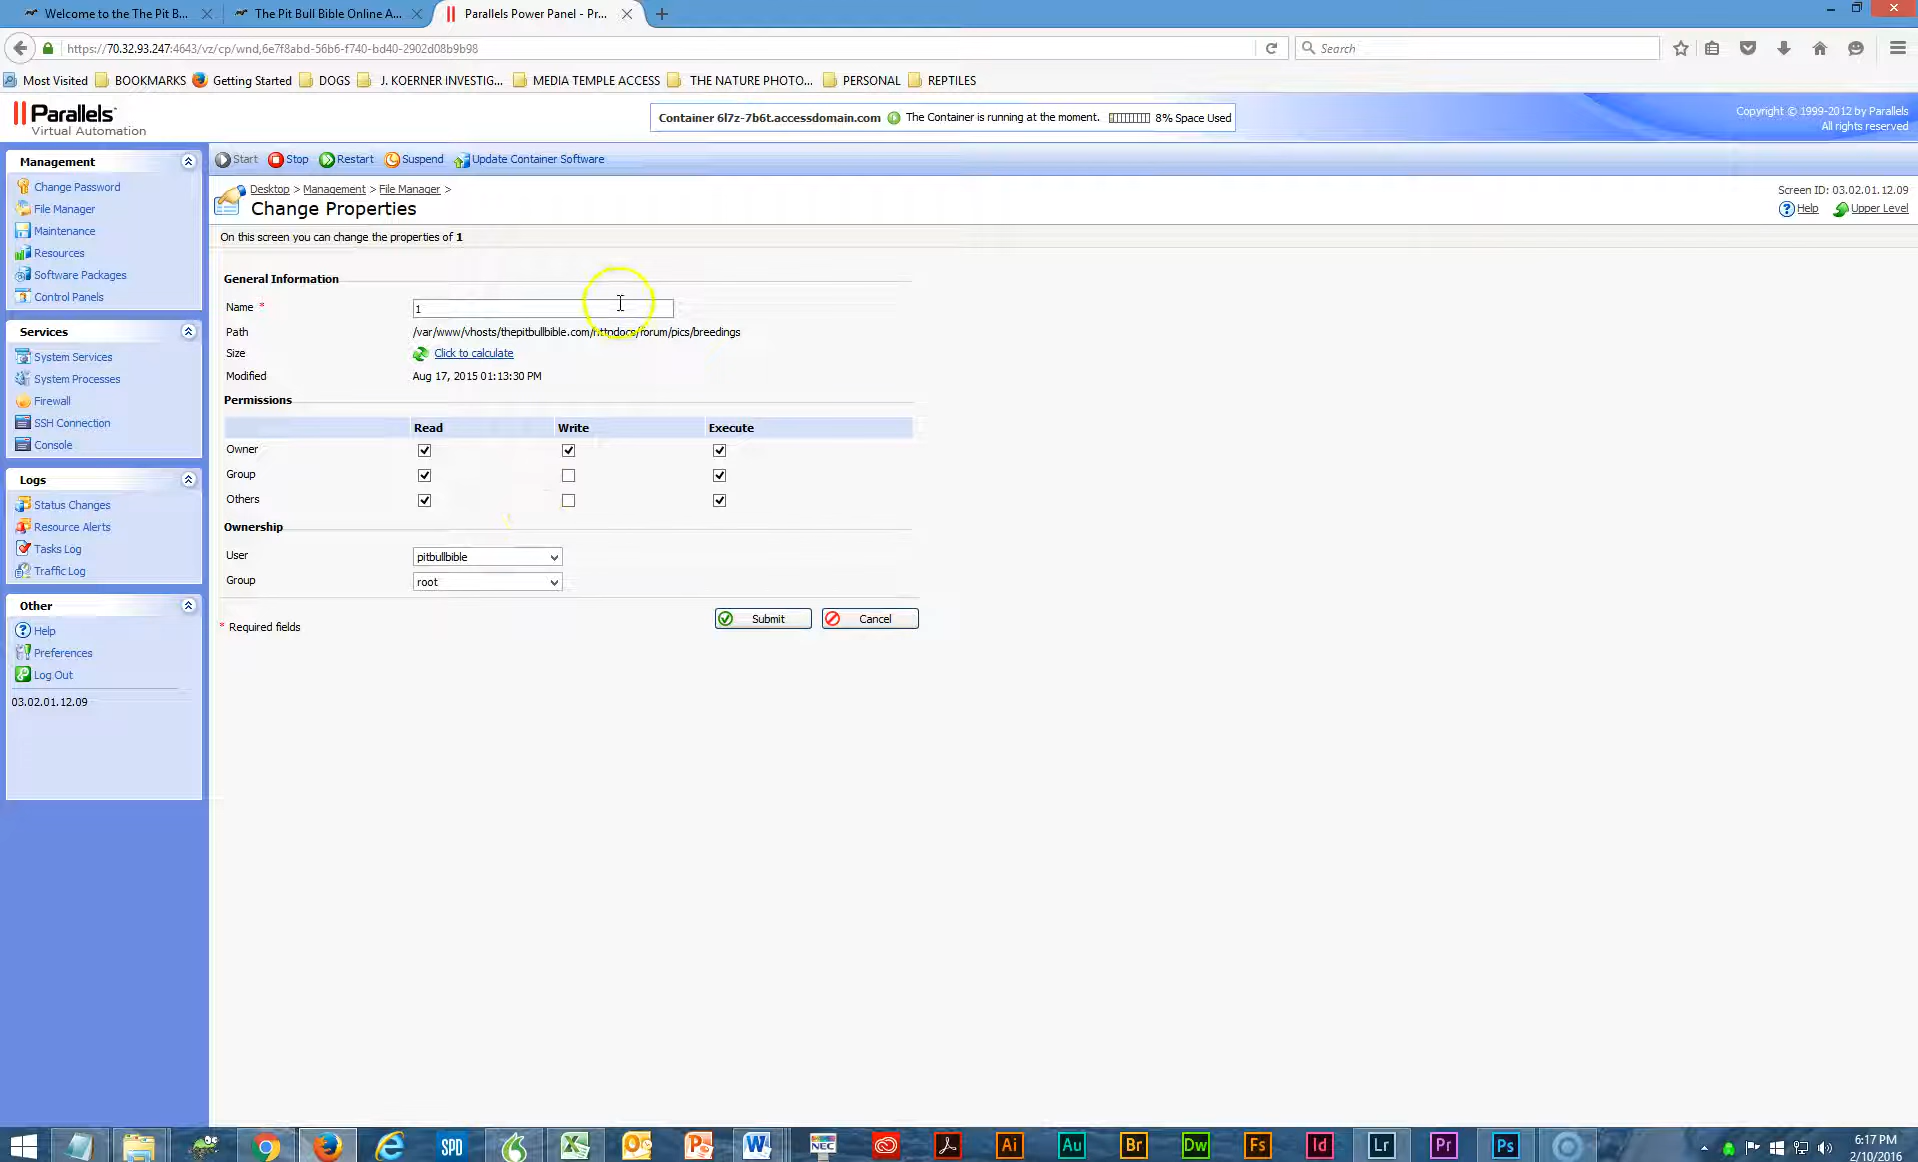 Welcome to the The Pit B...
The Pit Bull Bible Online A...
Parallels Power Panel - Pr...
https://70.32.93.247:4643/vz/cp/wnd,6e7f8abd-56b6-f740-bd40-2902d08b9b98
Search
Most Visited
BOOKMARKS
Getting Started
DOGS
J. KOERNER INVESTIG...
MEDIA TEMPLE ACCESS
THE NATURE PHOTO...
PERSONAL
REPTILES
Parallels
Virtual Automation
Container 6l7z-7b6t.accessdomain.com
The Container is running at the moment.
8% Space Used
Copyright © 1999-2012 by Parallels
All rights reserved
Management
Change Password
File Manager
Maintenance
Resources
Software Packages
Control Panels
Services
System Services
System Processes
Firewall
SSH Connection
Console
Logs
Status Changes
Resource Alerts
Tasks Log
Traffic Log
Other
Help
Preferences
Log Out
03.02.01.12.09
Start
Stop
Restart
Suspend
Update Container Software
Desktop > Management > File Manager >
Change Properties
Screen ID: 03.02.01.12.09
Help
Upper Level
On this screen you can change the properties of 1
General Information
Name * 1
Path /var/www/vhosts/thepitbullbible.com/httpdocs/forum/pics/breedings
Size Click to calculate
Modified Aug 17, 2015 01:13:30 PM
Permissions
Read Write Execute
Owner
Group
Others
Ownership
User pitbullbible
Group root
* Required fields
Submit
Cancel
SPD
NEC
Ai
Au
Br
Dw
Fs
Id
Lr
Pr
Ps
6:17 PM
2/10/2016